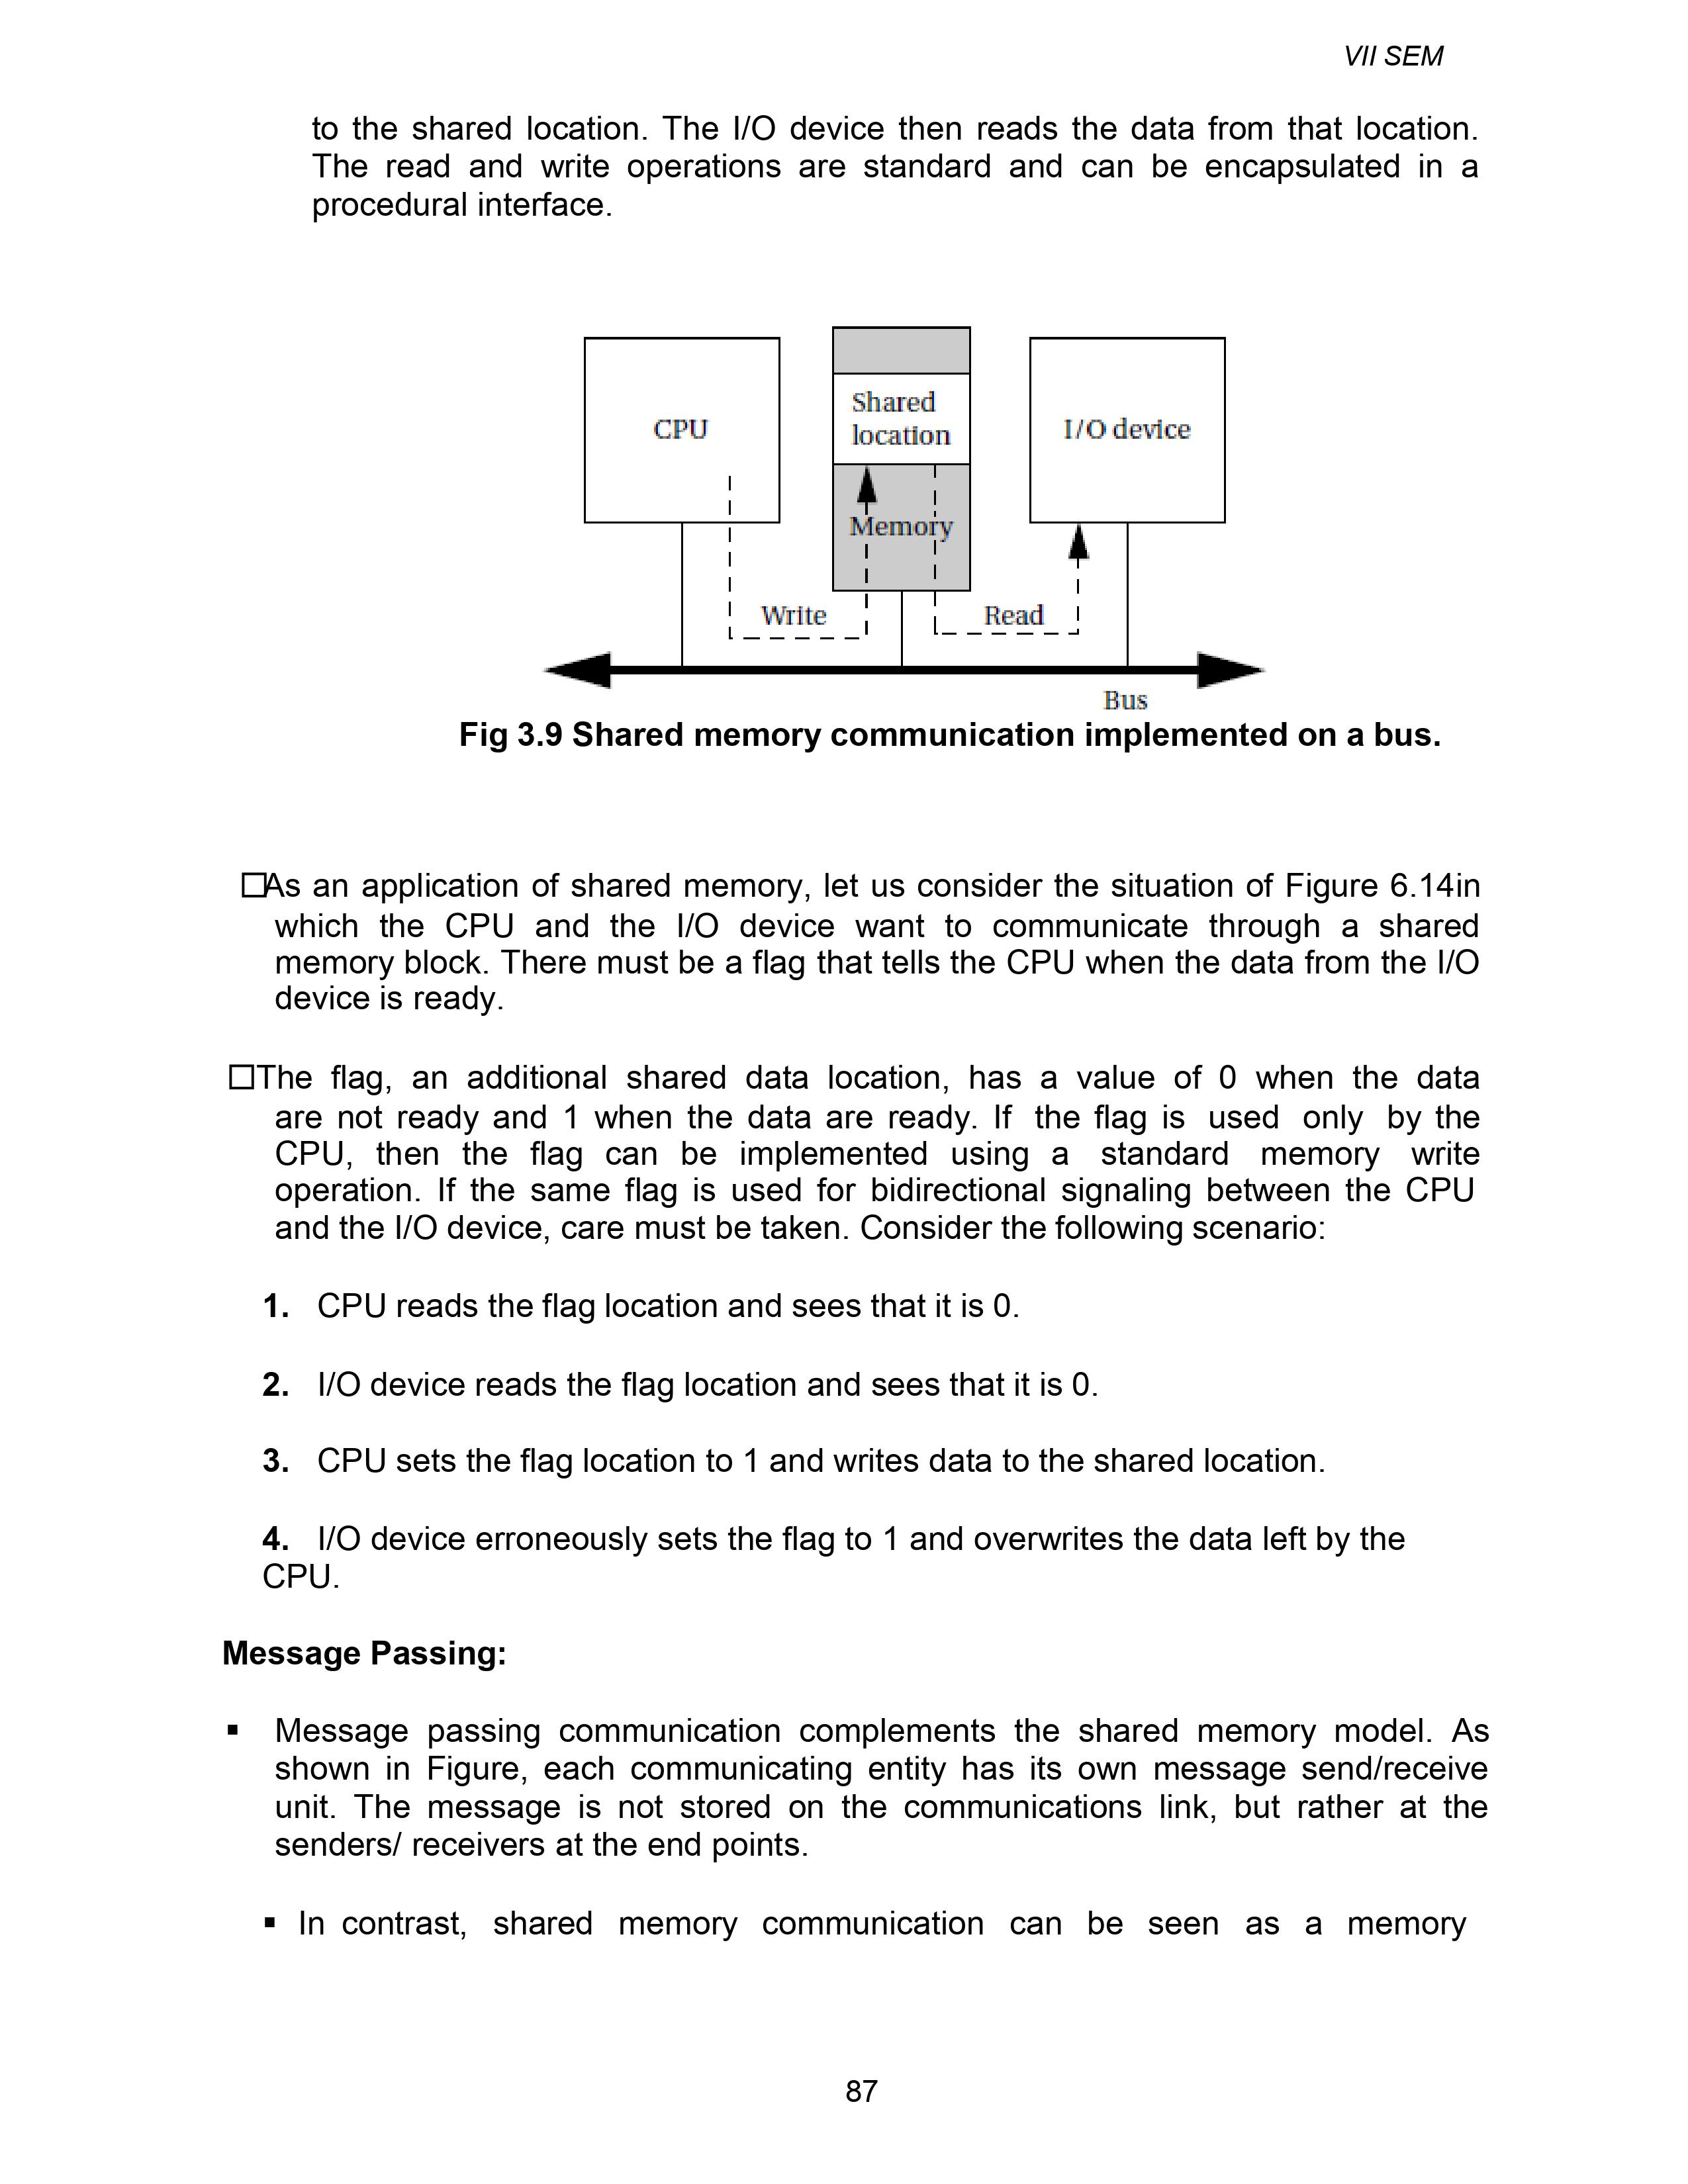 VII SEM
to the shared location. The I/O device then reads the data from that location.
The read and write operations are standard and can be encapsulated in a
procedural interface.
CPU
Shared
location
Memory
I/O device
Write
Read
Bus
Fig 3.9 Shared memory communication implemented on a bus.
□As an application of shared memory, let us consider the situation of Figure 6.14in
which the CPU and the I/O device want to communicate through a shared
memory block. There must be a flag that tells the CPU when the data from the I/O
device is ready.
□The flag, an additional shared data location, has a value of 0 when the data
are not ready and 1 when the data are ready. If the flag is used only by the
CPU, then the flag can be implemented using a standard memory write
operation. If the same flag is used for bidirectional signaling between the CPU
and the I/O device, care must be taken. Consider the following scenario:
1. CPU reads the flag location and sees that it is 0.
2. I/O device reads the flag location and sees that it is 0.
3. CPU sets the flag location to 1 and writes data to the shared location.
4. I/O device erroneously sets the flag to 1 and overwrites the data left by the
CPU.
Message Passing:
▪ Message passing communication complements the shared memory model. As
shown in Figure, each communicating entity has its own message send/receive
unit. The message is not stored on the communications link, but rather at the
senders/ receivers at the end points.
▪ In contrast, shared memory communication can be seen as a memory
87